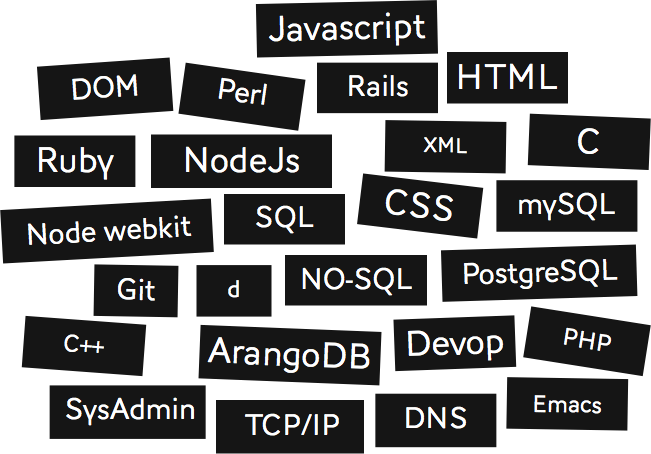 Javascript
DOM
Perl
Rails
HTML
Ruby
NodeJs
XML
C
Node webkit
SQL
CSS
mySQL
Git
d
NO-SQL
PostgreSQL
C++
ArangoDB
Devop
PHP
SysAdmin
TCP/IP
DNS
Emacs